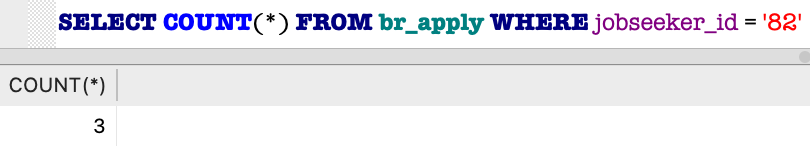 SELECT COUNT(*) FROM br_apply WHERE jobseeker_id = '82'
COUNT(*)
3